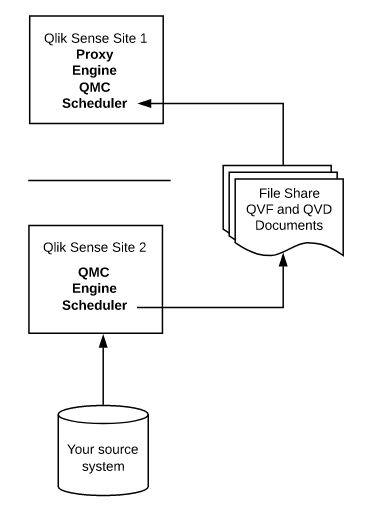 Qlik Sense Site 1
Proxy
Engine
QMC
Scheduler
File Share
QVF and QVD
Documents
Qlik Sense Site 2
QMC
Engine
Scheduler
Your source
system